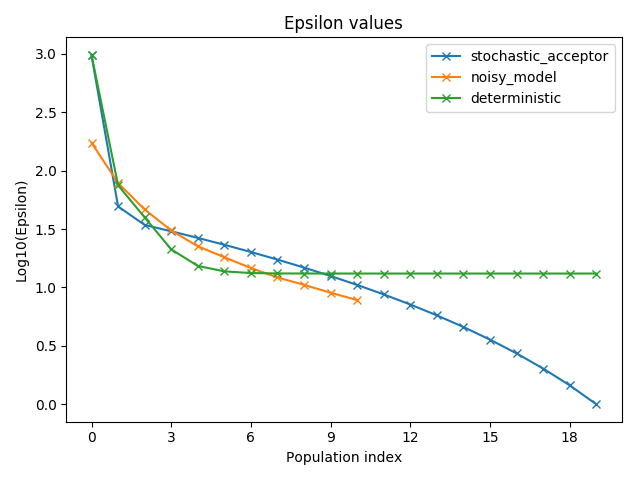 Epsilon values
stochastic_acceptor
noisy_model
deterministic
Log10(Epsilon)
3.0
2.5
2.0
1.5
1.0
0.5
0.0
0 3 6 9 12 15 18
Population index